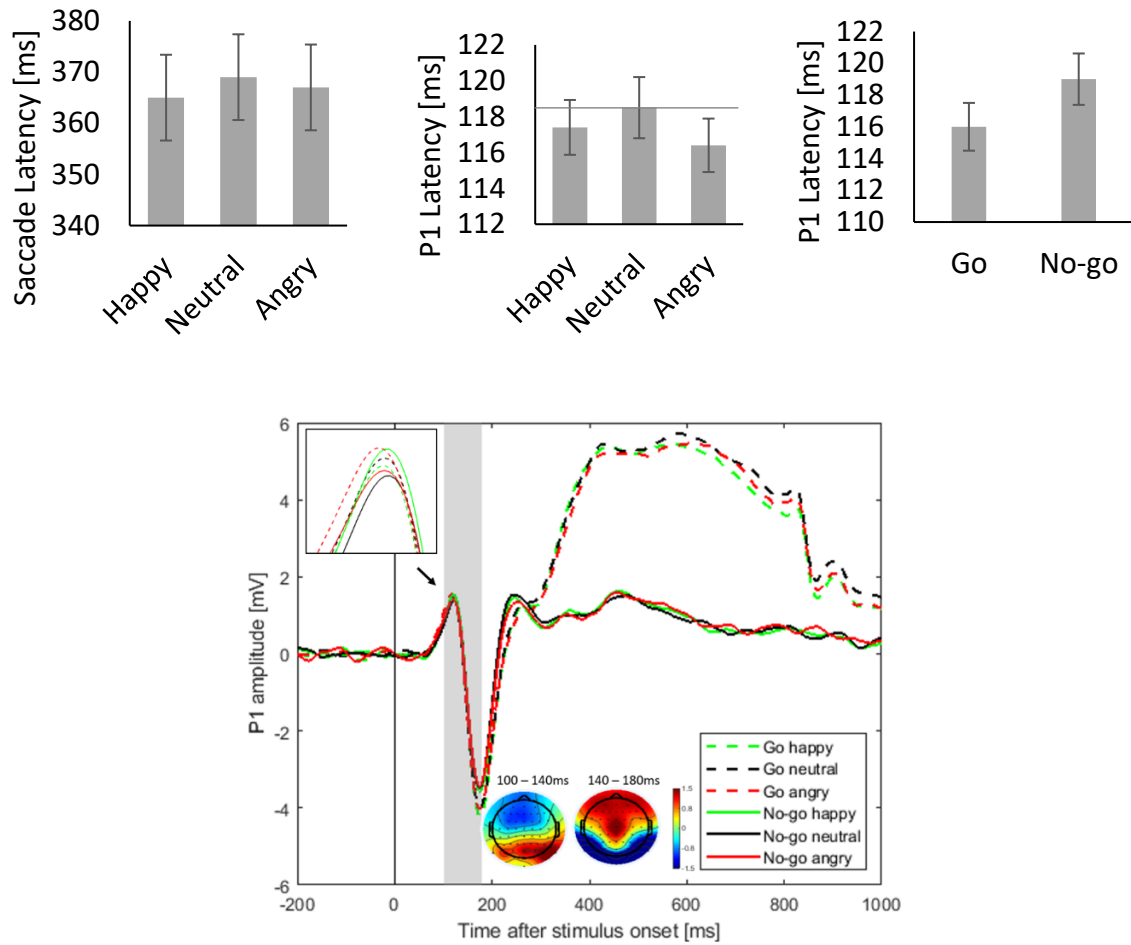 Saccade Latency [ms]
380
370
360
350
340
Happy
Neutral
Angry
P1 Latency [ms]
122
120
118
116
114
112
Happy
Neutral
Angry
P1 Latency [ms]
122
120
118
116
114
112
110
Go
No-go
P1 amplitude [mV]
6
4
2
0
-2
-4
-6
100 – 140ms
140 – 180ms
1.5
0.8
0
-0.8
-1.5
Go happy
Go neutral
Go angry
No-go happy
No-go neutral
No-go angry
-200
0
200
400
600
800
1000
Time after stimulus onset [ms]